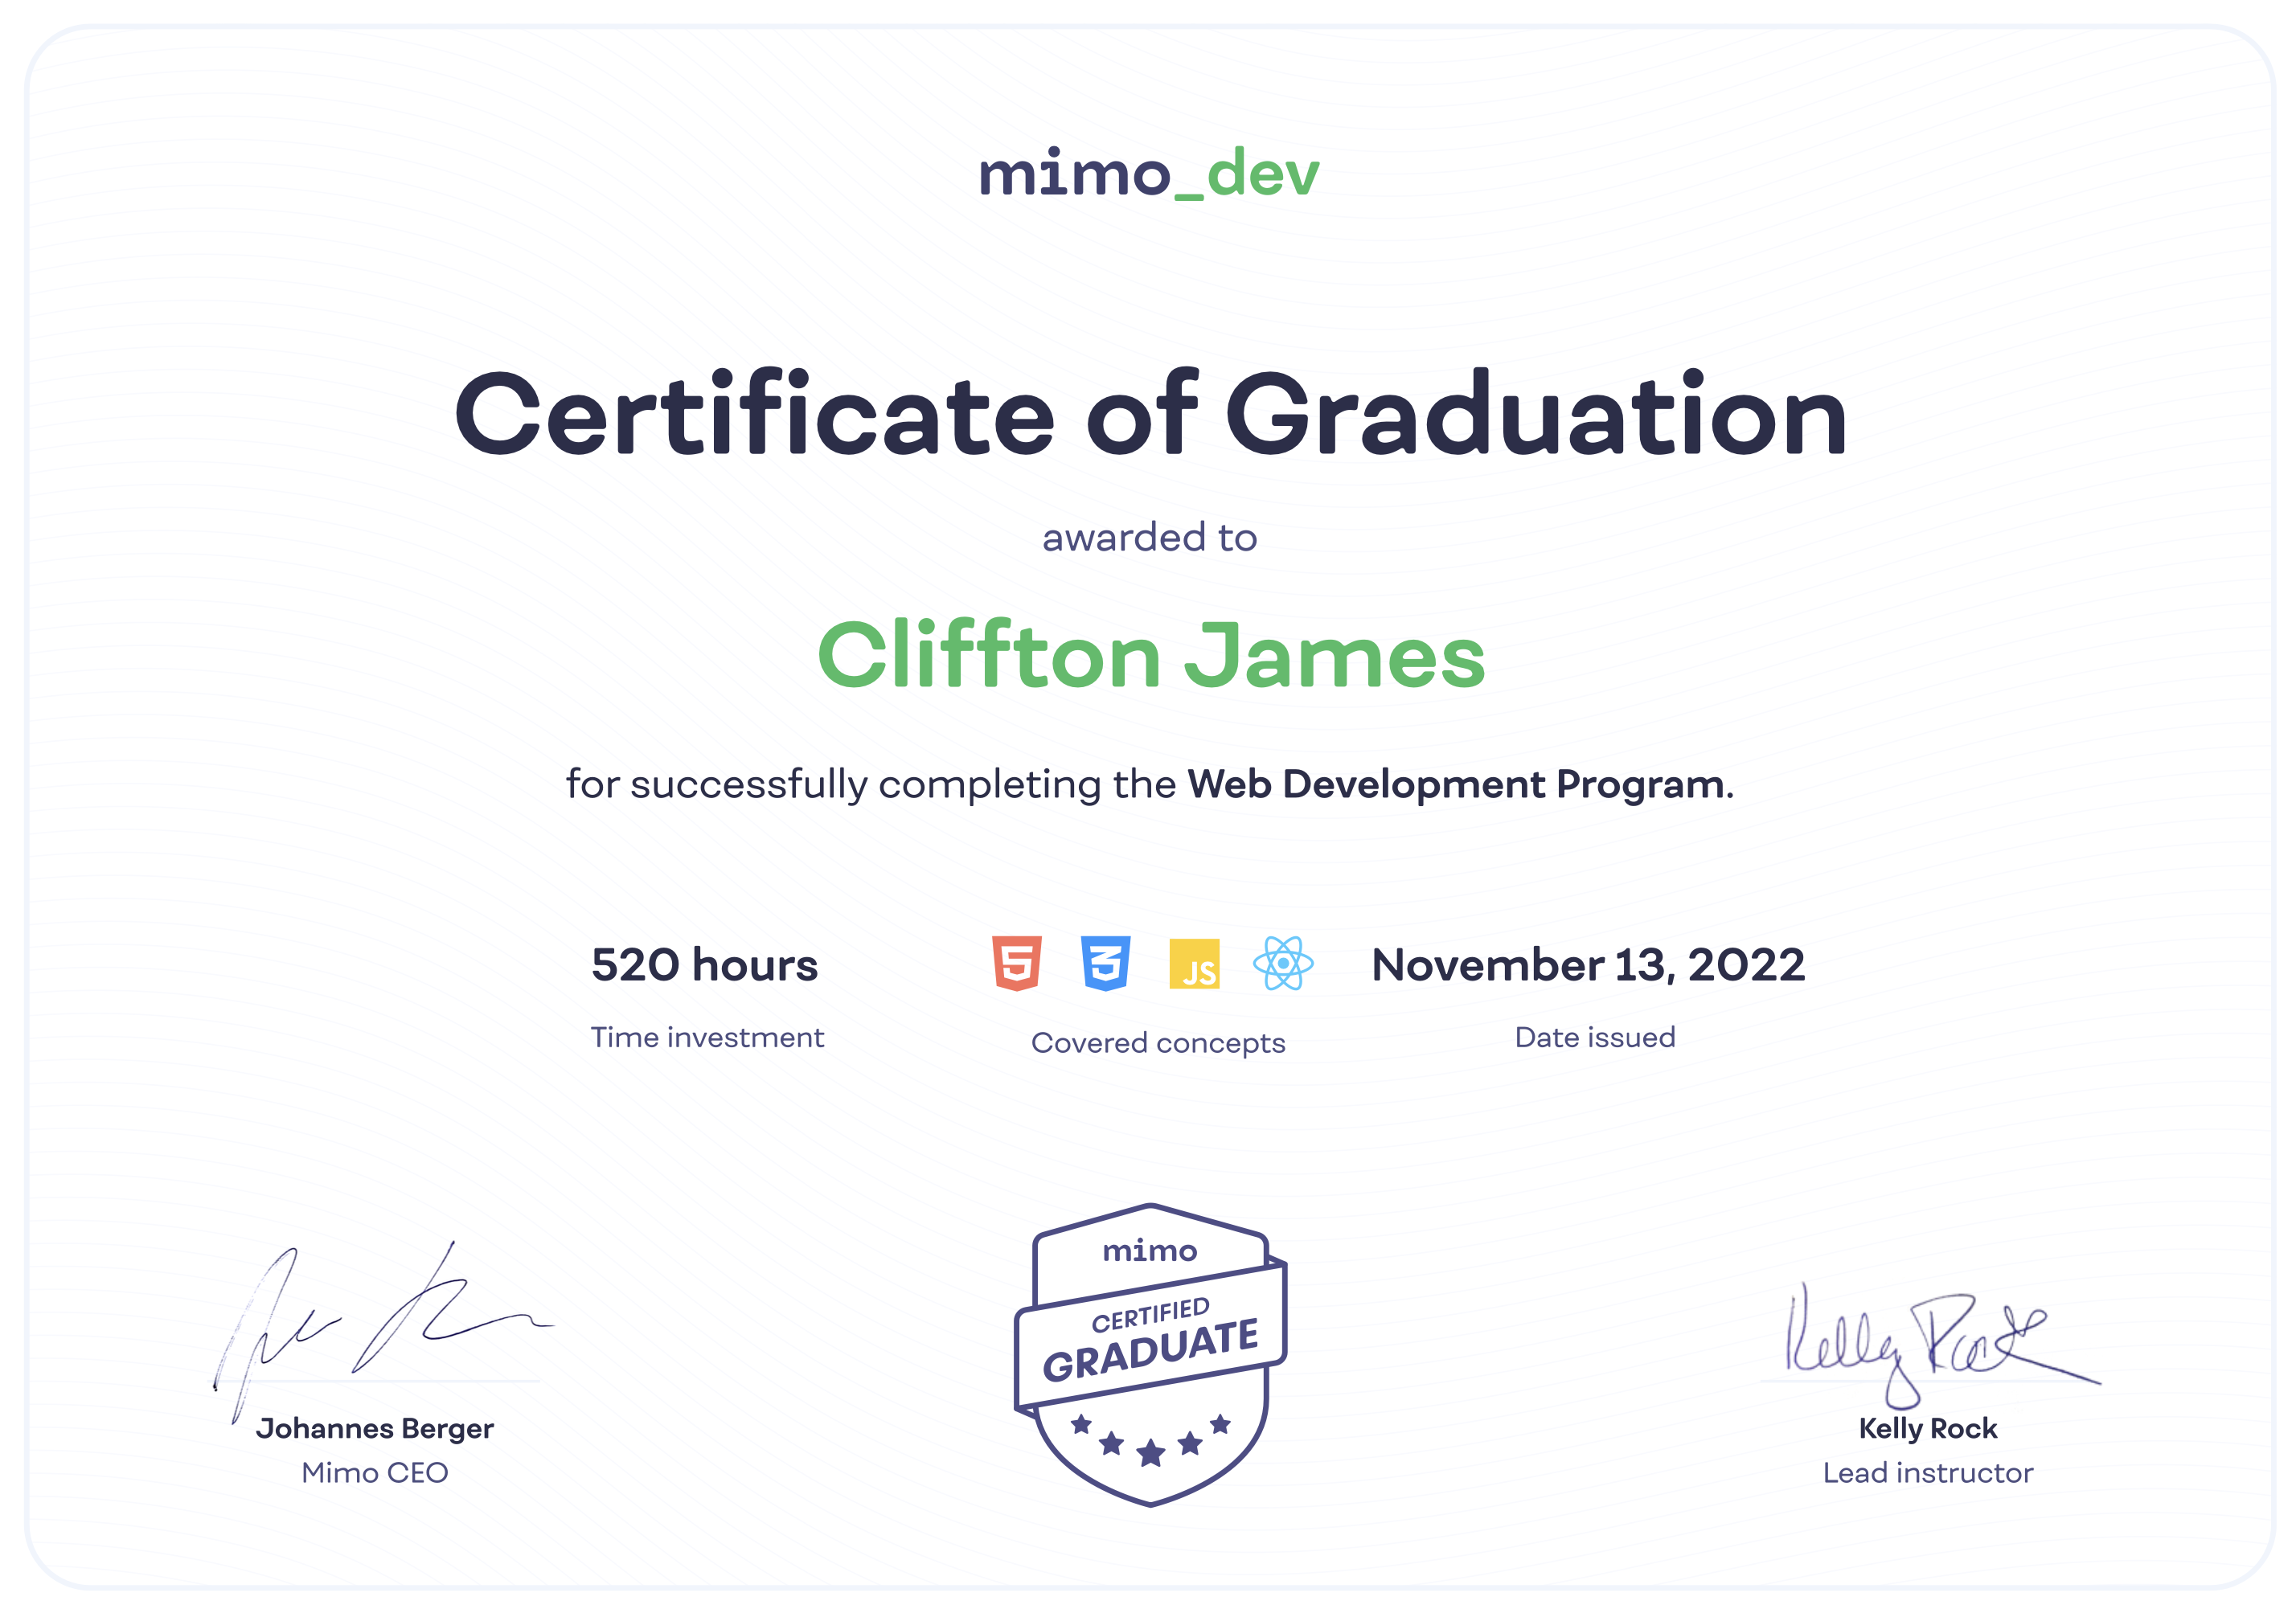 mimo_dev
Certificate of Graduation
awarded to
Cliffton James
for successfully completing the Web Development Program.
520 hours
Time investment
JS
Covered concepts
November 13, 2022
Date issued
Johannes Berger
Mimo CEO
mimo
CERTIFIED
GRADUATE
Kelly Rock
Kelly Rock
Lead instructor